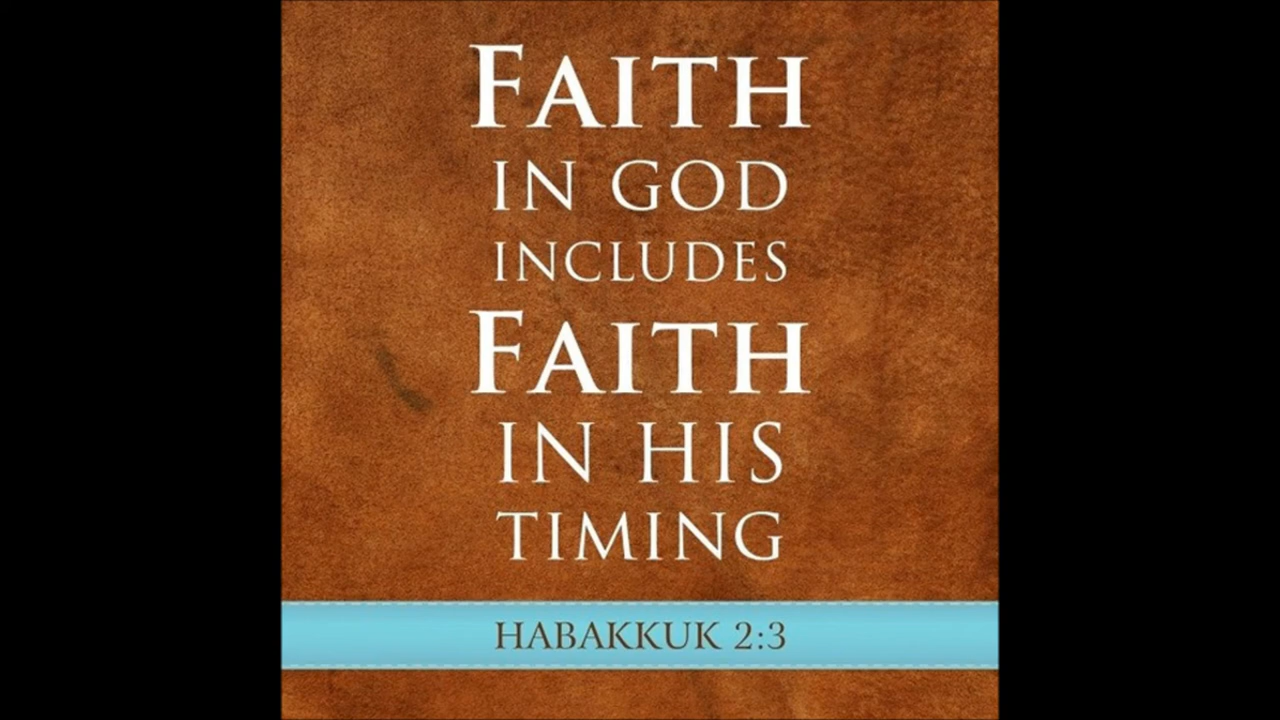 FAITH
IN GOD
INCLUDES
FAITH
IN HIS
TIMING
HABAKKUK 2:3